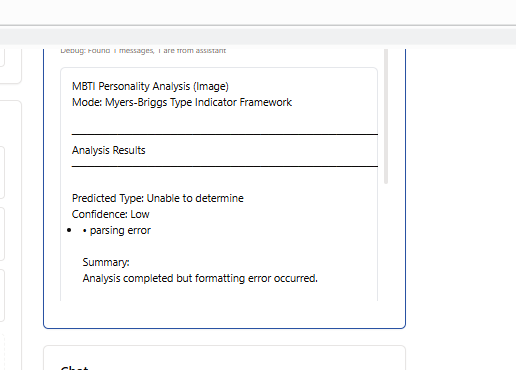 Debug: Found 1 messages, 1 are from assistant
MBTI Personality Analysis (Image)
Mode: Myers-Briggs Type Indicator Framework
Analysis Results
Predicted Type: Unable to determine
Confidence: Low
• • parsing error
Summary:
Analysis completed but formatting error occurred.
Chat